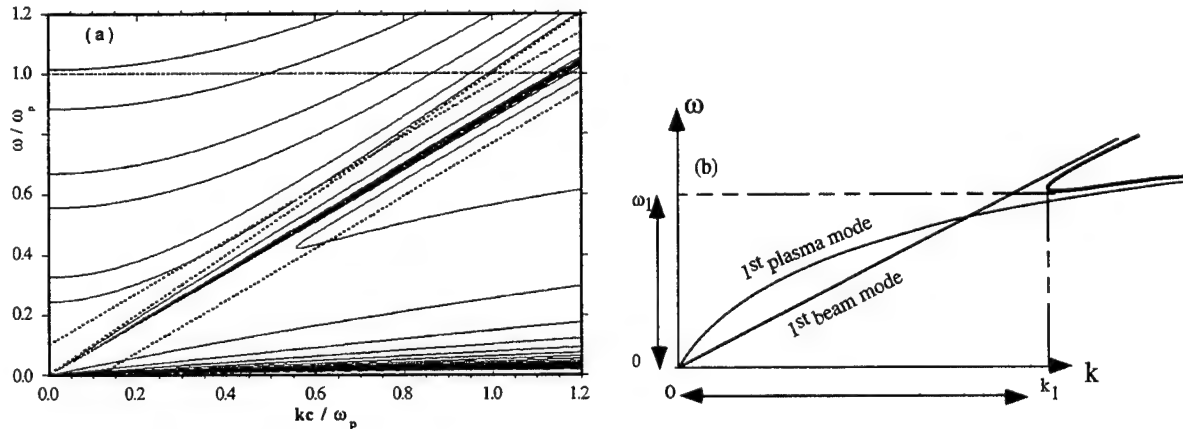 (a)
1.2
1.0
0.8
0.6
0.4
0.2
0.0
ω / ω p
0.0 0.2 0.4 0.6 0.8 1.0 1.2
kc / ω p
ω
(b)
ω1
1st plasma mode
1st beam mode
0
0
k1
k